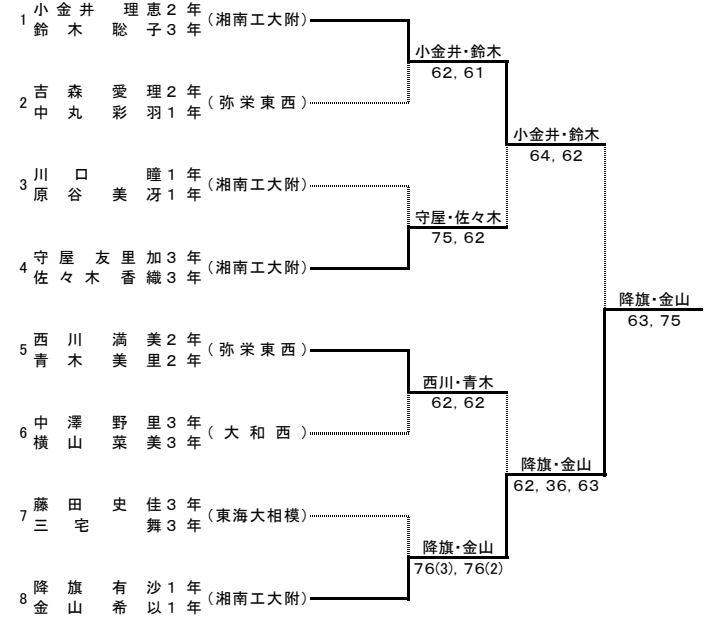 1 小金井 理恵2年 (湘南工大附)
鈴木 聡子3年
小金井・鈴木
62, 61
2 吉森 愛理2年 (弥栄東西)
中丸 彩羽1年
小金井・鈴木
64, 62
3 川口 瞳1年 (湘南工大附)
原谷 美冴1年
守屋・佐々木
75, 62
4 守屋 友里加3年 (湘南工大附)
佐々木 香織3年
降旗・金山
63, 75
5 西川 満美2年 (弥栄東西)
青木 美里2年
西川・青木
62, 62
6 中澤 野里3年 (大和西)
横山 菜美3年
降旗・金山
62, 36, 63
7 藤田 史佳3年 (東海大相模)
三宅 舞3年
降旗・金山
76(3), 76(2)
8 降旗 有沙1年 (湘南工大附)
金山 希以1年